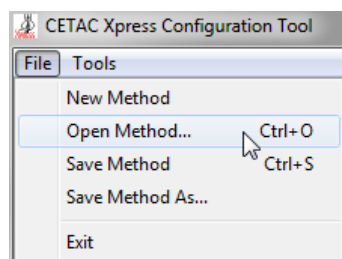 CETAC Xpress Configuration Tool
File Tools
New Method
Open Method... Ctrl+O
Save Method Ctrl+S
Save Method As...
Exit